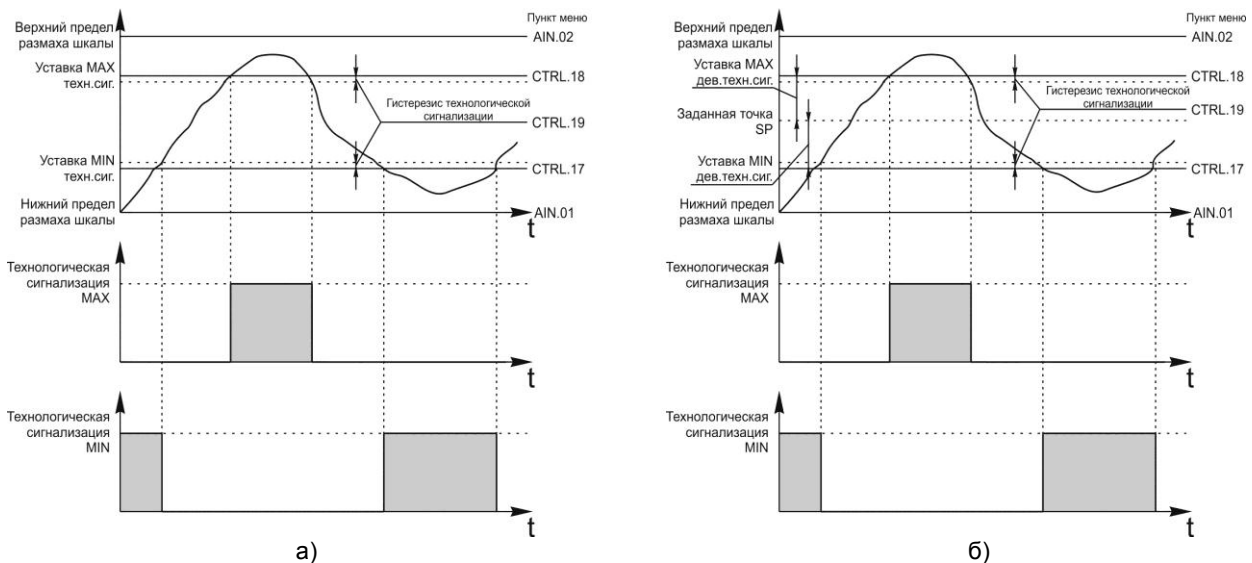 Верхний предел
размаха шкалы
Пункт меню
AIN.02
Уставка MAX
техн.сиг.
CTRL.18
Гистерезис технологической
сигнализации
CTRL.19
Уставка MIN
техн.сиг.
CTRL.17
Нижний предел
размаха шкалы
AIN.01
t
Технологическая
сигнализация
MAX
t
Технологическая
сигнализация
MIN
t
а)
Верхний предел
размаха шкалы
Пункт меню
AIN.02
Уставка MAX
дев.техн.сиг.
CTRL.18
Гистерезис технологической
сигнализации
CTRL.19
Заданная точка
SP
Уставка MIN
дев.техн.сиг.
CTRL.17
Нижний предел
размаха шкалы
AIN.01
t
Технологическая
сигнализация
MAX
t
Технологическая
сигнализация
MIN
t
б)